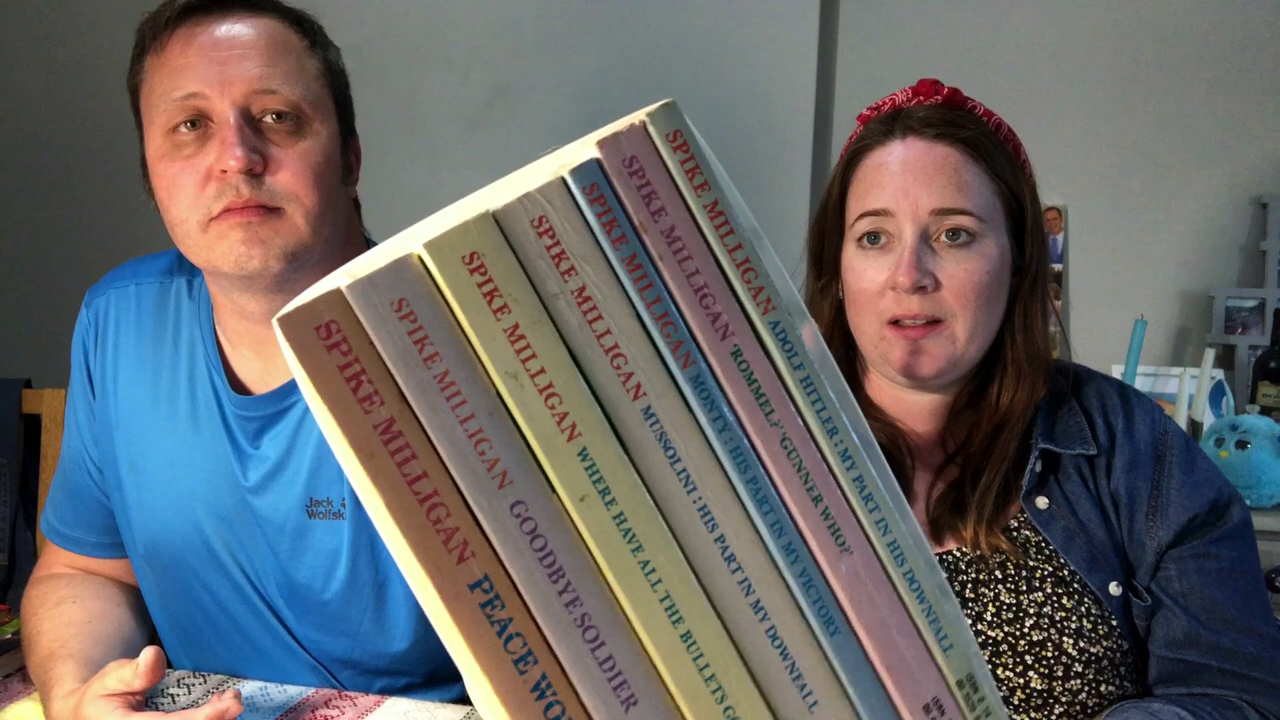 SPIKE MILLIGAN PEACE WO
SPIKE MILLIGAN GOODBYE SOLDIER
SPIKE MILLIGAN WHERE HAVE ALL THE BULLETS G
SPIKE MILLIGAN MUSSOLINI : HIS PART IN MY DOWNFALL
SPIKE MILLIGAN MONTY : HIS PART IN MY VICTORY
SPIKE MILLIGAN 'ROMMEL?' 'GUNNER WHO?'
SPIKE MILLIGAN ADOLF HITLER : MY PART IN HIS DOWNFALL
ISBN
Jack
Wolfsk